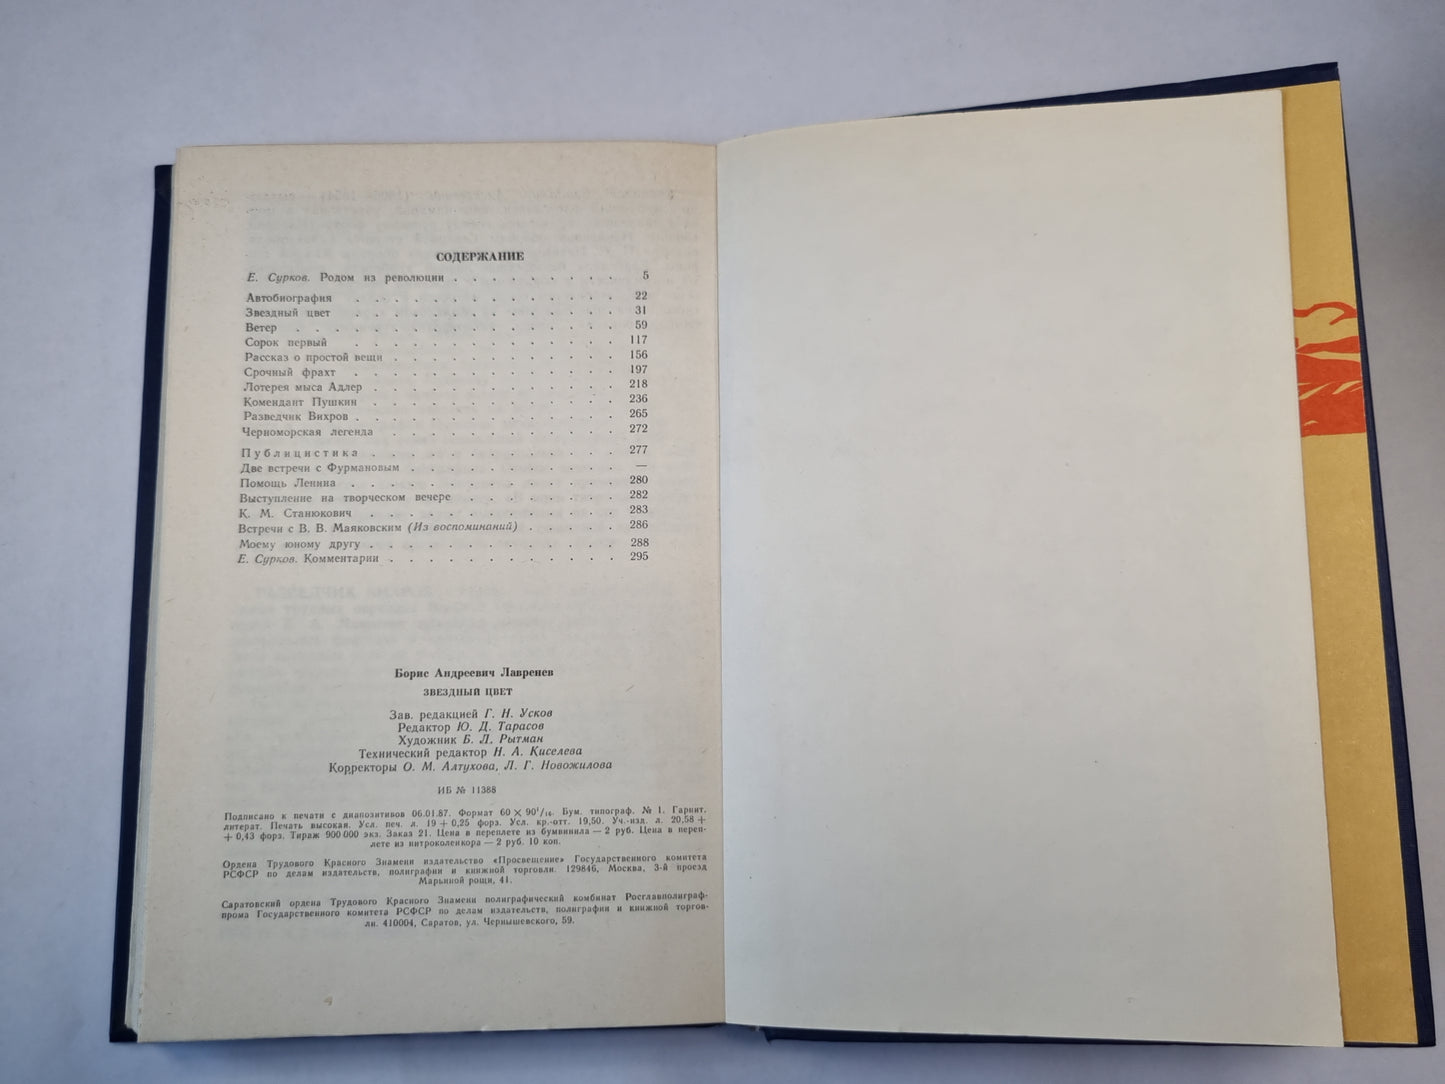 СОДЕРЖАНИЕ
Е. Сурков. Родом из революции . . . . . . . . 5
Автобиография . . . . . . . . . . . . 22
Звездный цвет . . . . . . . . . . . . 31
Ветер . . . . . . . . . . . . . . 59
Сорок первый . . . . . . . . . . . . 117
Рассказ о простой вещи . . . . . . . . . . 156
Срочный фрахт . . . . . . . . . . . . 197
Лотерея мыса Адлер . . . . . . . . . . . 218
Комендант Пушкин . . . . . . . . . . . 236
Разведчик Вихров . . . . . . . . . . . . 265
Черноморская легенда . . . . . . . . . . 272
Публицистика . . . . . . . . . . . 277
Две встречи с Фурмановым . . . . . . . . . —
Помощь Ленина . . . . . . . . . . . . 280
Выступление на творческом вечере . . . . . . . 282
К. М. Станюкович . . . . . . . . . . . 283
Встречи с В. В. Маяковским (Из воспоминаний) . . . . . 286
Моему юному другу . . . . . . . . . . . 288
Е. Сурков. Комментарии . . . . . . . . . . 295
Борис Андреевич Лавренев
ЗВЕЗДНЫЙ ЦВЕТ
Зав. редакцией Г. Н. Усков
Редактор Ю. Д. Тарасов
Художник Б. Л. Рытман
Технический редактор Н. А. Киселева
Корректоры О. М. Алтухова, Л. Г. Новожилова
ИБ № 11388
Подписано к печати с диапозитивов 06.01.87. Формат 60 × 90¹/₁₆. Бум. типограф. № 1. Гарнит.
литерат. Печать высокая. Усл. печ. л. 19 + 0,25 форз. Усл. кр.-отт. 19,50. Уч.-изд. л. 20,58 +
+ 0,43 форз. Тираж 900 000 экз. Заказ 21. Цена в переплете из бумвинила — 2 руб. Цена в переп-
лете из нитроколенкора — 2 руб. 10 коп.
Ордена Трудового Красного Знамени издательство «Просвещение» Государственного комитета
РСФСР по делам издательств, полиграфии и книжной торговли. 129846, Москва, 3-й проезд
Марьиной рощи, 41.
Саратовский ордена Трудового Красного Знамени полиграфический комбинат Росглавполиграф-
прома Государственного комитета РСФСР по делам издательств, полиграфии и книжной торгов-
ли. 410004, Саратов, ул. Чернышевского, 59.